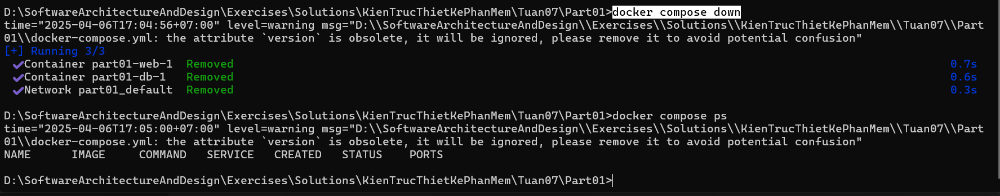 D:\SoftwareArchitectureAndDesign\Exercises\Solutions\KienTrucThietKePhanMem\Tuan07\Part01>docker compose down
time="2025-04-06T17:04:56+07:00" level=warning msg="D:\\SoftwareArchitectureAndDesign\\Exercises\\Solutions\\KienTrucThietKePhanMem\\Tuan07\\Part
01\\docker-compose.yml: the attribute `version` is obsolete, it will be ignored, please remove it to avoid potential confusion"
[+] Running 3/3
✔Container part01-web-1  Removed 0.7s
✔Container part01-db-1   Removed 0.6s
✔Network part01_default  Removed 0.3s
D:\SoftwareArchitectureAndDesign\Exercises\Solutions\KienTrucThietKePhanMem\Tuan07\Part01>docker compose ps
time="2025-04-06T17:05:00+07:00" level=warning msg="D:\\SoftwareArchitectureAndDesign\\Exercises\\Solutions\\KienTrucThietKePhanMem\\Tuan07\\Part
01\\docker-compose.yml: the attribute `version` is obsolete, it will be ignored, please remove it to avoid potential confusion"
NAME      IMAGE     COMMAND   SERVICE   CREATED   STATUS    PORTS
D:\SoftwareArchitectureAndDesign\Exercises\Solutions\KienTrucThietKePhanMem\Tuan07\Part01>